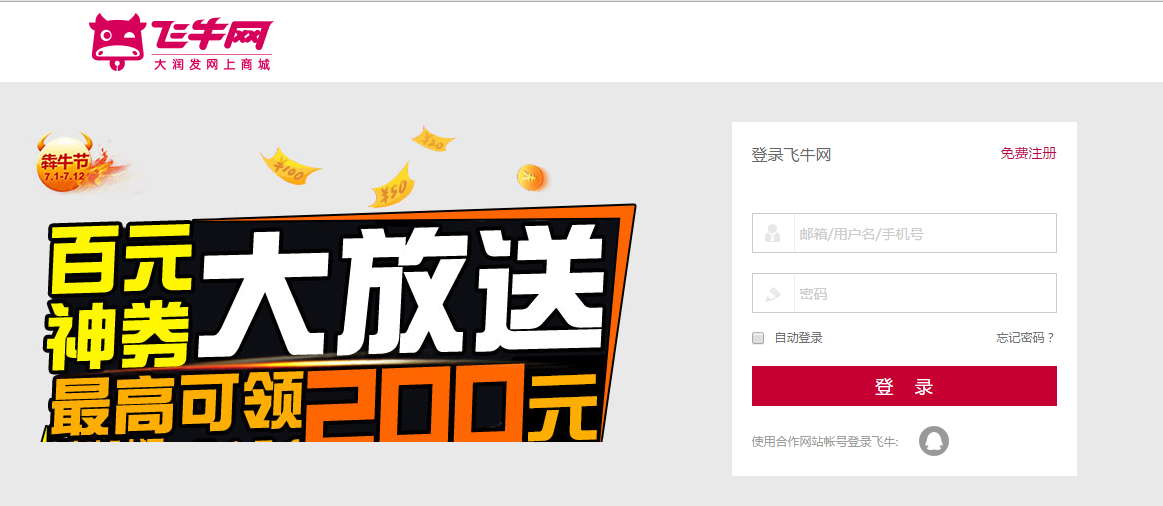 飞牛网
大润发网上商城
犇牛节
7.1-7.12
¥100
¥50
¥20
¥
百元
神券
大放送
最高可领200元
登录飞牛网
免费注册
邮箱/用户名/手机号
密码
自动登录
忘记密码？
登 录
使用合作网站帐号登录飞牛: